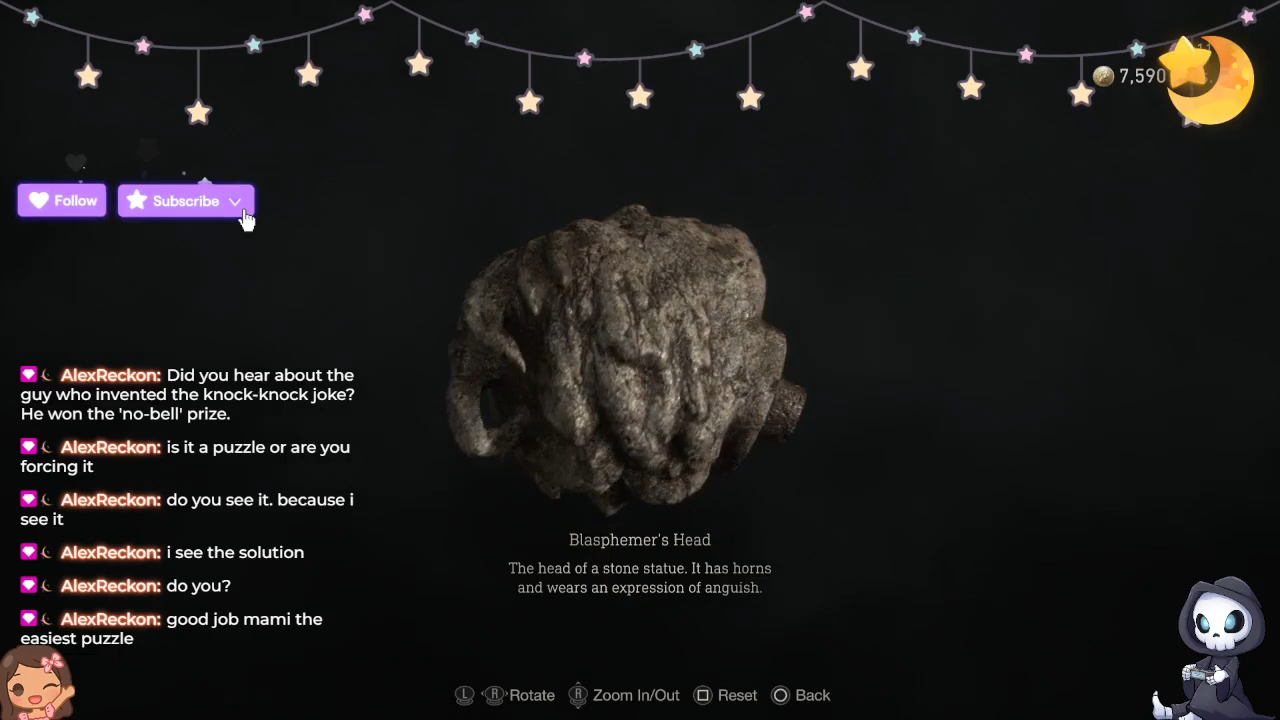 7,590
Follow
Subscribe
AlexReckon: Did you hear about the
guy who invented the knock-knock joke?
He won the 'no-bell' prize.
AlexReckon: is it a puzzle or are you
forcing it
AlexReckon: do you see it. because i
see it
AlexReckon: i see the solution
AlexReckon: do you?
AlexReckon: good job mami the
easiest puzzle
Blasphemer's Head
The head of a stone statue. It has horns
and wears an expression of anguish.
L R Rotate R Zoom In/Out Reset Back